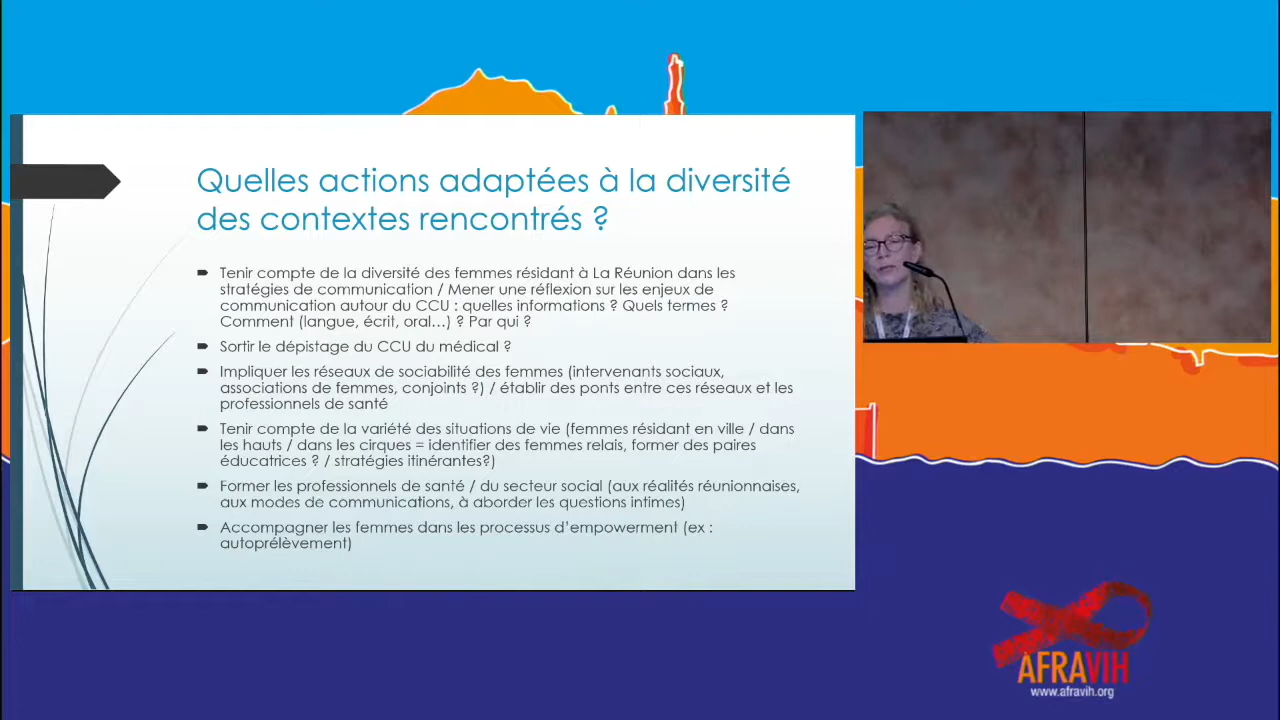 Quelles actions adaptées à la diversité
des contextes rencontrés ?
Tenir compte de la diversité des femmes résidant à La Réunion dans les
stratégies de communication / Mener une réflexion sur les enjeux de
communication autour du CCU : quelles informations ? Quels termes ?
Comment (langue, écrit, oral…) ? Par qui ?
Sortir le dépistage du CCU du médical ?
Impliquer les réseaux de sociabilité des femmes (intervenants sociaux,
associations de femmes, conjoints ?) / établir des ponts entre ces réseaux et les
professionnels de santé
Tenir compte de la variété des situations de vie (femmes résidant en ville / dans
les hauts / dans les cirques = identifier des femmes relais, former des paires
éducatrices ? / stratégies itinérantes?)
Former les professionnels de santé / du secteur social (aux réalités réunionnaises,
aux modes de communications, à aborder les questions intimes)
Accompagner les femmes dans les processus d'empowerment (ex :
autoprélèvement)
AFRAVIH
www.afravih.org